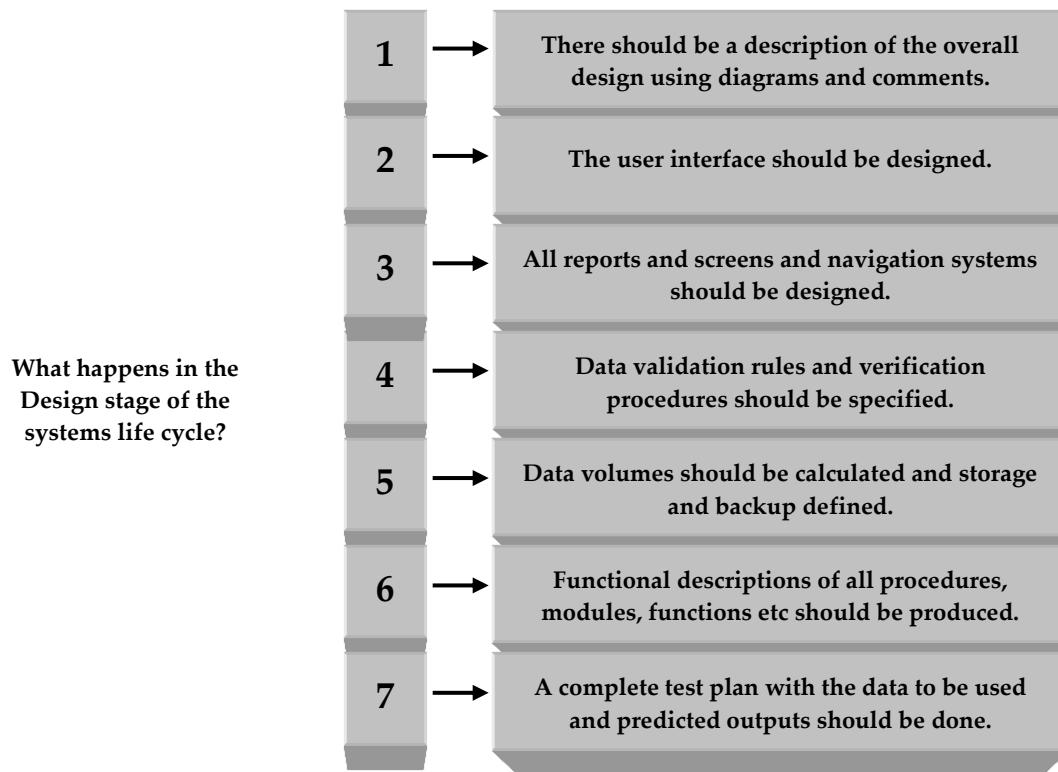 What happens in the
Design stage of the
systems life cycle?
1
There should be a description of the overall
design using diagrams and comments.
2
The user interface should be designed.
3
All reports and screens and navigation systems
should be designed.
4
Data validation rules and verification
procedures should be specified.
5
Data volumes should be calculated and storage
and backup defined.
6
Functional descriptions of all procedures,
modules, functions etc should be produced.
7
A complete test plan with the data to be used
and predicted outputs should be done.